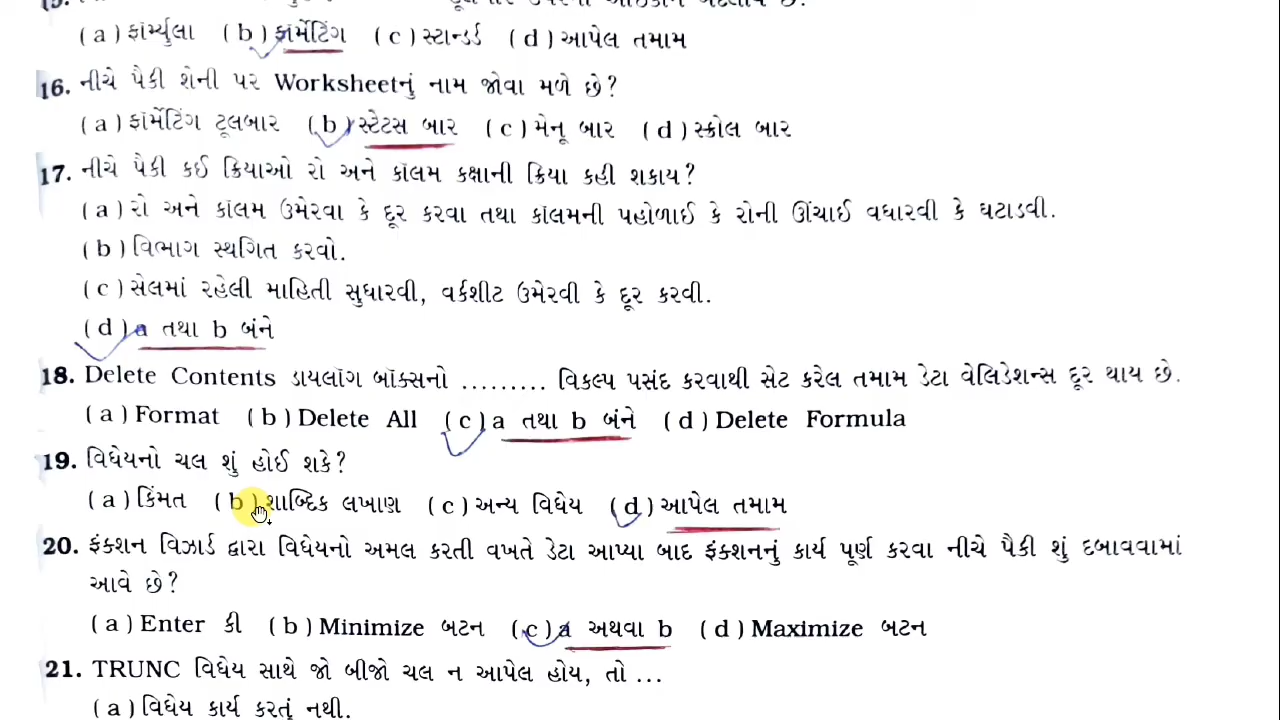 (a) ફૉર્મ્યુલા (b) ફૉર્મેટિંગ (c) સ્ટાન્ડર્ડ (d) આપેલ તમામ
16. નીચે પૈકી શેની પર Worksheetનું નામ જોવા મળે છે?
(a) ફૉર્મેટિંગ ટૂલબાર (b) સ્ટેટસ બાર (c) મેનૂ બાર (d) સ્ક્રોલ બાર
17. નીચે પૈકી કઈ ક્રિયાઓ રો અને કૉલમ કક્ષાની ક્રિયા કહી શકાય?
(a) રો અને કૉલમ ઉમેરવા કે દૂર કરવા તથા કૉલમની પહોળાઈ કે રોની ઊંચાઈ વધારવી કે ઘટાડવી.
(b) વિભાગ સ્થગિત કરવો.
(c) સેલમાં રહેલી માહિતી સુધારવી, વર્કશીટ ઉમેરવી કે દૂર કરવી.
(d) a તથા b બંને
18. Delete Contents ડાયલૉગ બૉક્સનો ......... વિકલ્પ પસંદ કરવાથી સેટ કરેલ તમામ ડેટા વેલિડેશન્સ દૂર થાય છે.
(a) Format (b) Delete All (c) a તથા b બંને (d) Delete Formula
19. વિધેયનો ચલ શું હોઈ શકે?
(a) કિંમત (b) શાબ્દિક લખાણ (c) અન્ય વિધેય (d) આપેલ તમામ
20. ફંક્શન વિઝાર્ડ દ્વારા વિધેયનો અમલ કરતી વખતે ડેટા આપ્યા બાદ ફંક્શનનું કાર્ય પૂર્ણ કરવા નીચે પૈકી શું દબાવવામાં
આવે છે?
(a) Enter કી (b) Minimize બટન (c) a અથવા b (d) Maximize બટન
21. TRUNC વિધેય સાથે જો બીજો ચલ ન આપેલ હોય, તો ...
(a) વિધેય કાર્ય કરતું નથી.